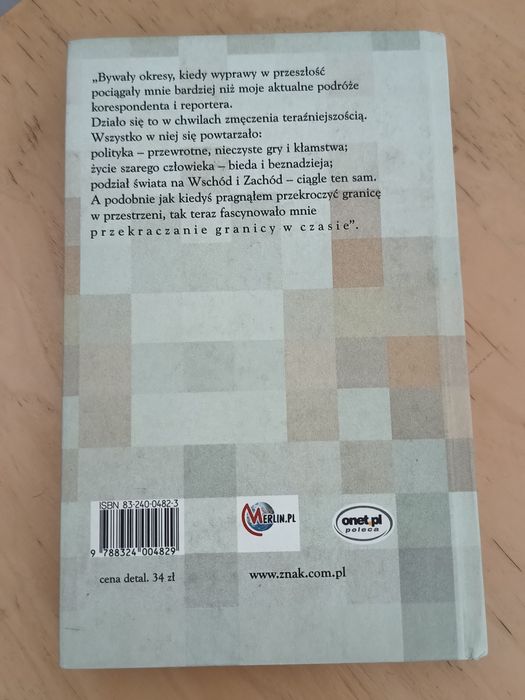 „Bywały okresy, kiedy wyprawy w przeszłość
pociągały mnie bardziej niż moje aktualne podróże
korespondenta i reportera.
Działo się to w chwilach zmęczenia teraźniejszością.
Wszystko w niej się powtarzało:
polityka – przewrotne, nieczyste gry i kłamstwa;
życie szarego człowieka – bieda i beznadzieja;
podział świata na Wschód i Zachód – ciągle ten sam.
A podobnie jak kiedyś pragnąłem przekroczyć granicę
w przestrzeni, tak teraz fascynowało mnie
przekraczanie granicy w czasie”.
ISBN 83-240-0482-3
9 788324 004829
MERLIN.PL
onet.pl
poleca
cena detal. 34 zł
www.znak.com.pl